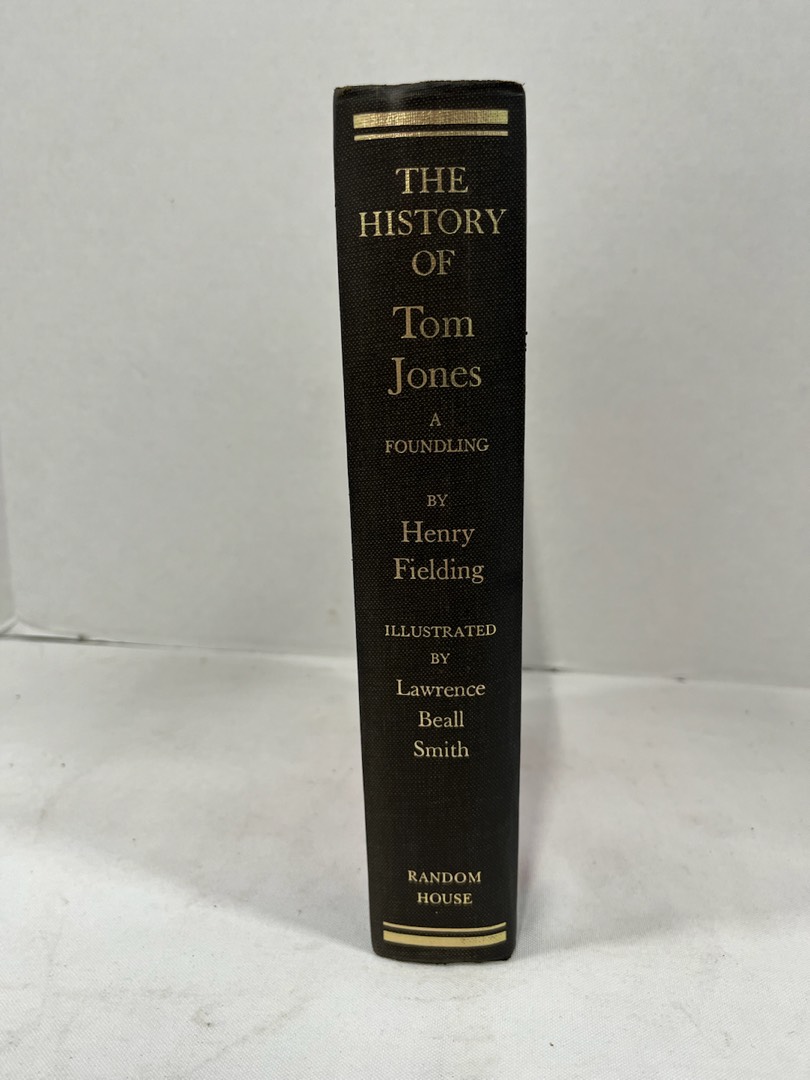 THE
HISTORY
OF
Tom
Jones
A
FOUNDLING
BY
Henry
Fielding
ILLUSTRATED
BY
Lawrence
Beall
Smith
RANDOM
HOUSE